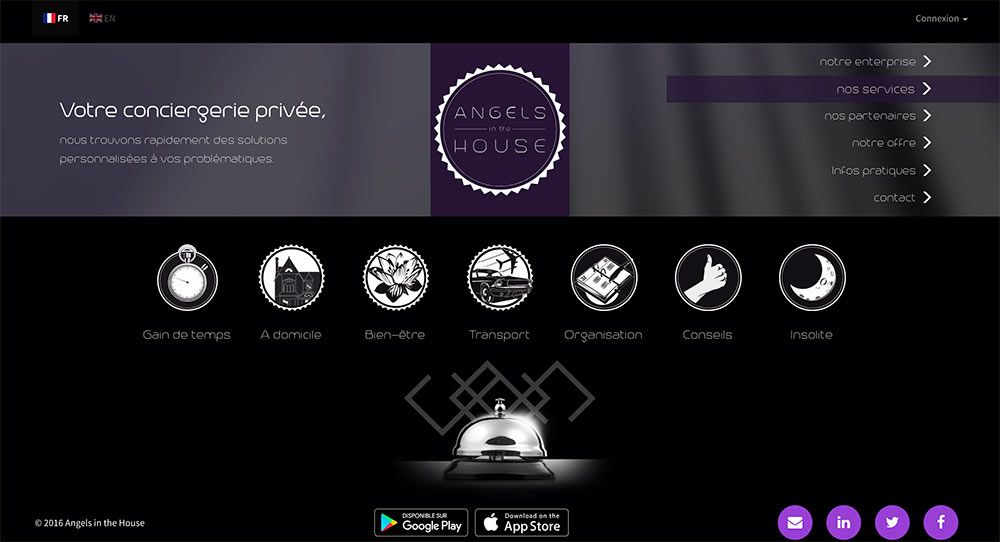 FR
EN
Connexion
Votre conciergerie privée,
nous trouvons rapidement des solutions
personnalisées à vos problématiques.
ANGELS
in the
HOUSE
notre enterprise
nos services
nos partenaires
notre offre
Infos pratiques
contact
Gain de temps
A domicile
Bien-être
Transport
Organisation
Conseils
Insolite
© 2016 Angels in the House
DISPONIBLE SUR
Google Play
Download on the
App Store
in
f